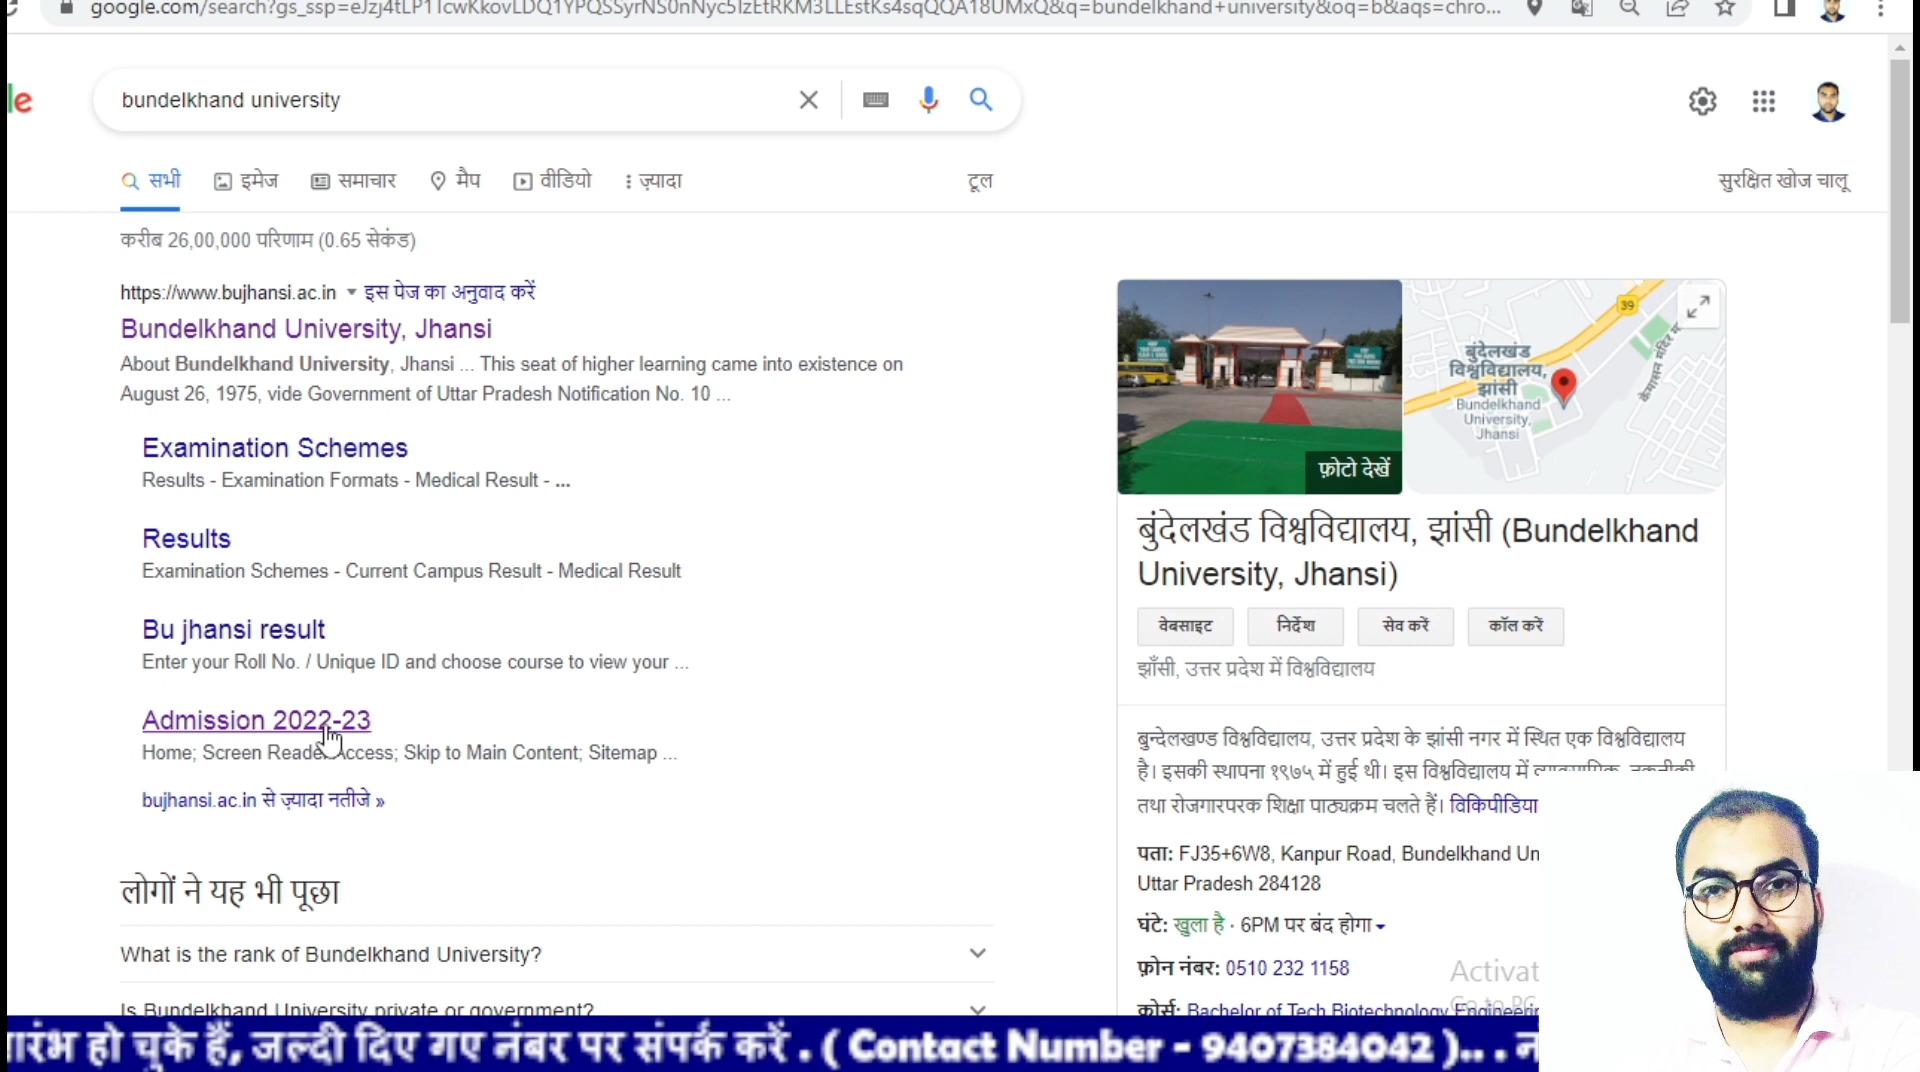 google.com/search?gs_ssp=eJzj4tLP1TcwKkovLDQ1YPQSSyrNS0nNyc5IzEtRKM3LLEstKs4sqQQA18UMxQ&q=bundelkhand+university&oq=b&aqs=chro...
le
bundelkhand university
सभी
इमेज
समाचार
मैप
वीडियो
ज़्यादा
टूल
सुरक्षित खोज चालू
करीब 26,00,000 परिणाम (0.65 सेकंड)
https://www.bujhansi.ac.in इस पेज का अनुवाद करें
Bundelkhand University, Jhansi
About Bundelkhand University, Jhansi ... This seat of higher learning came into existence on
August 26, 1975, vide Government of Uttar Pradesh Notification No. 10 ...
Examination Schemes
Results - Examination Formats - Medical Result - ...
Results
Examination Schemes - Current Campus Result - Medical Result
Bu jhansi result
Enter your Roll No. / Unique ID and choose course to view your ...
Admission 2022-23
Home; Screen Reader Access; Skip to Main Content; Sitemap ...
bujhansi.ac.in से ज़्यादा नतीजे »
लोगों ने यह भी पूछा
What is the rank of Bundelkhand University?
Is Bundelkhand University private or government?
फ़ोटो देखें
39
बुंदेलखंड
विश्वविद्यालय,
झांसी
Bundelkhand
University,
Jhansi
बुंदेलखंड विश्वविद्यालय, झांसी (Bundelkhand
University, Jhansi)
वेबसाइट
निर्देश
सेव करें
कॉल करें
झाँसी, उत्तर प्रदेश में विश्वविद्यालय
बुन्देलखण्ड विश्वविद्यालय, उत्तर प्रदेश के झांसी नगर में स्थित एक विश्वविद्यालय
है। इसकी स्थापना १९७५ में हुई थी। इस विश्वविद्यालय में
तथा रोजगारपरक शिक्षा पाठ्यक्रम चलते हैं। विकिपीडिया
पता: FJ35+6W8, Kanpur Road, Bundelkhand Un
Uttar Pradesh 284128
घंटे: खुला है · 6PM पर बंद होगा
फ़ोन नंबर: 0510 232 1158
Activat
Go to PC
कोर्स: Bachelor of Tech Biotechnology Engineerin
ारंभ हो चुके हैं, जल्दी दिए गए नंबर पर संपर्क करें . ( Contact Number - 9407384042 ).. . न